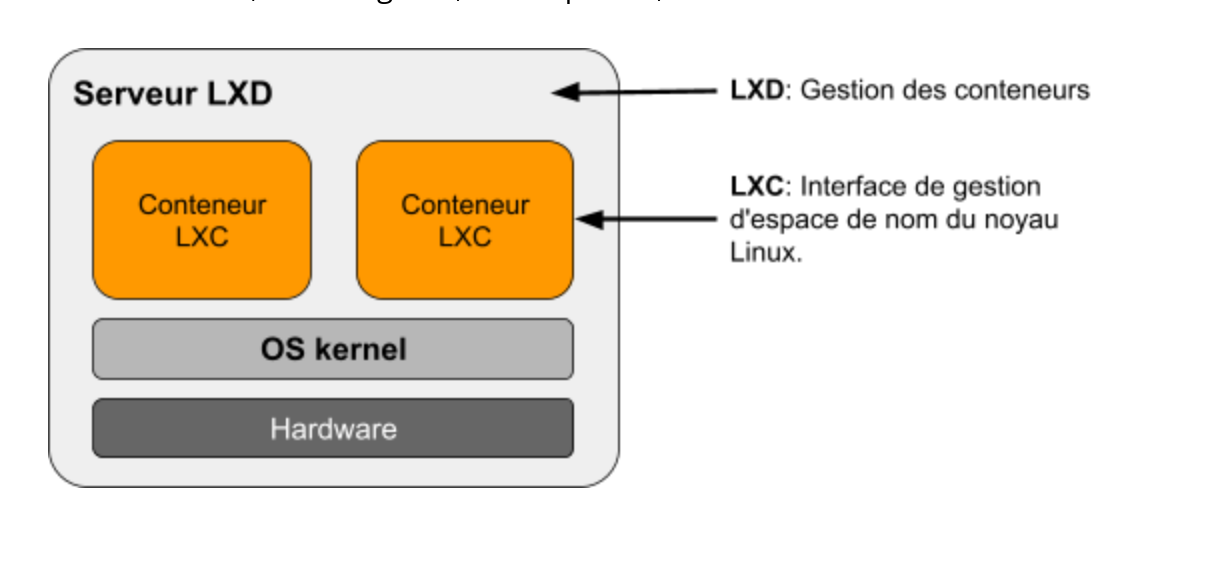 Serveur LXD
LXD: Gestion des conteneurs
Conteneur
LXC
Conteneur
LXC
LXC: Interface de gestion
d'espace de nom du noyau
Linux.
OS kernel
Hardware